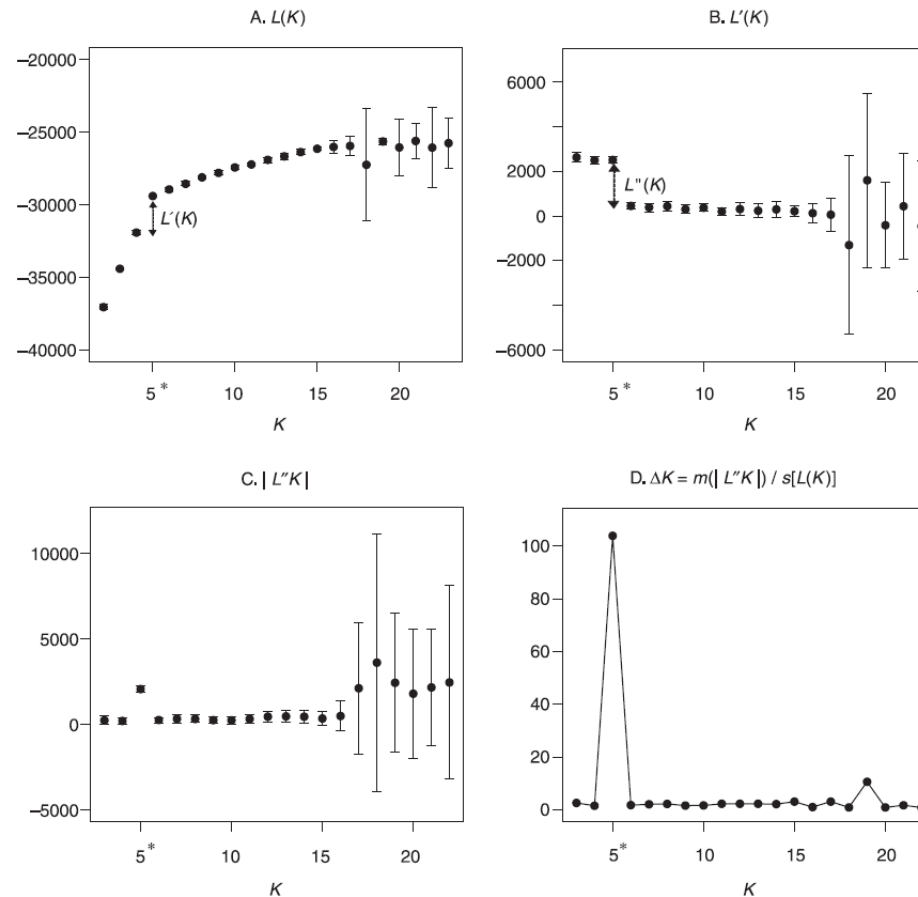 A. L(K)
−20000
−25000
−30000
−35000
−40000
L′(K)
5 * 10 15 20
K
B. L′(K)
6000
2000
0
−2000
−6000
L″(K)
5 * 10 15 20
K
C. | L″K |
10000
5000
0
−5000
5 * 10 15 20
K
D. ΔK = m(| L″K |) / s[L(K)]
100
80
60
40
20
0
5 * 10 15 20
K